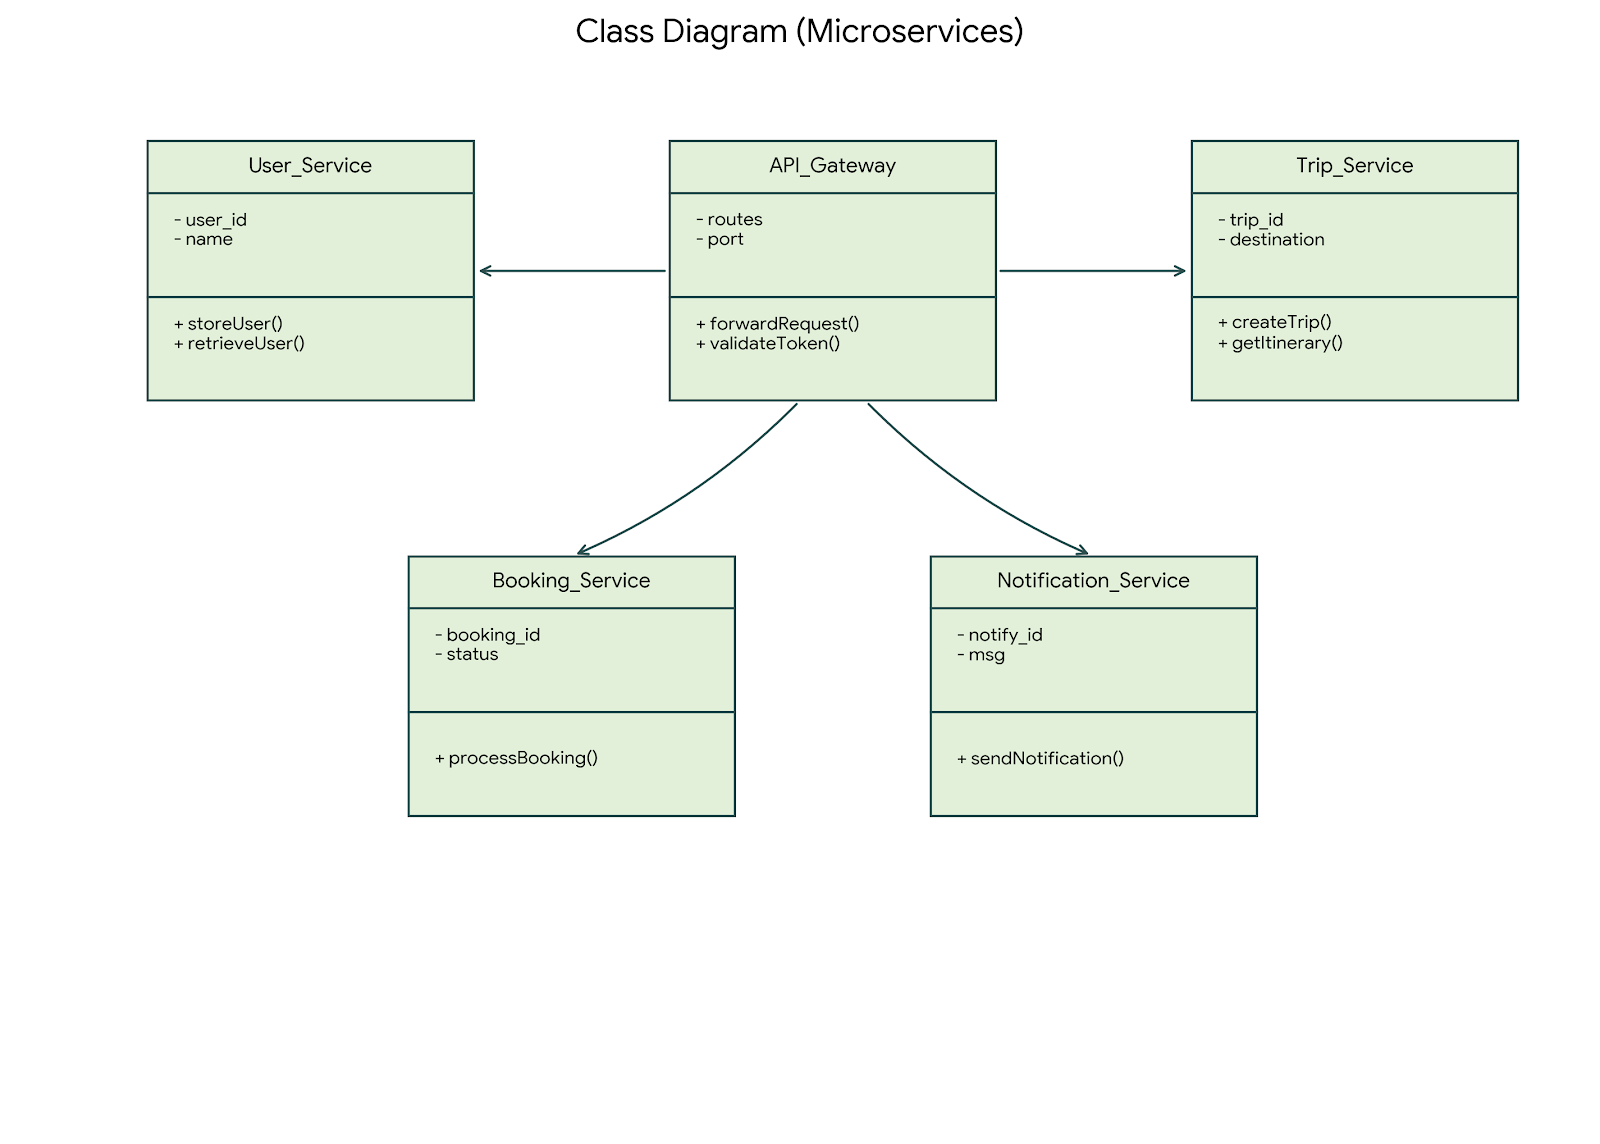 Class Diagram (Microservices)
User_Service
- user_id
- name
+ storeUser()
+ retrieveUser()
API_Gateway
- routes
- port
+ forwardRequest()
+ validateToken()
Trip_Service
- trip_id
- destination
+ createTrip()
+ getItinerary()
Booking_Service
- booking_id
- status
+ processBooking()
Notification_Service
- notify_id
- msg
+ sendNotification()